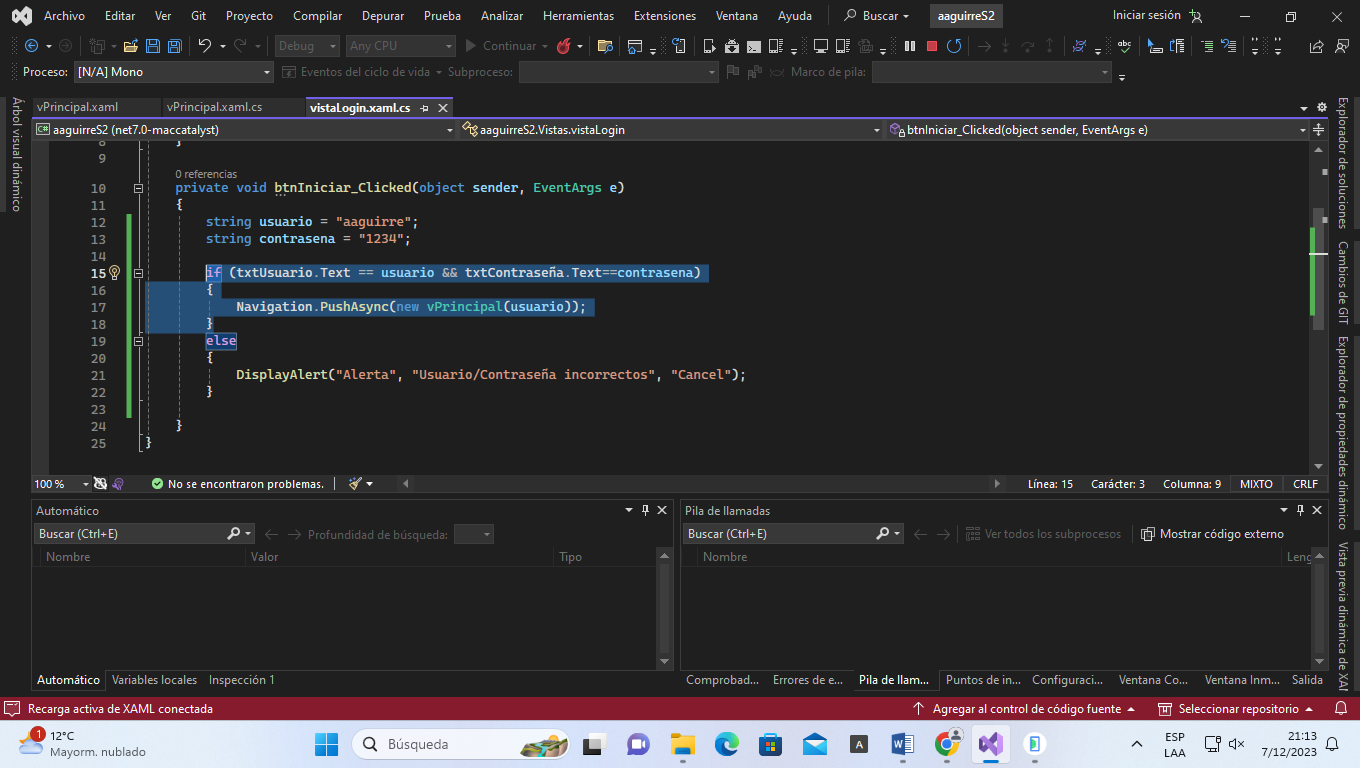 Archivo Editar Ver Git Proyecto Compilar Depurar Prueba Analizar Herramientas Extensiones Ventana Ayuda Buscar aaguirreS2 Iniciar sesión
Debug Any CPU Continuar
Proceso: [N/A] Mono Eventos del ciclo de vida Subproceso: Marco de pila:
Árbol visual dinámico
vPrincipal.xaml vPrincipal.xaml.cs vistaLogin.xaml.cs
aaguirreS2 (net7.0-maccatalyst) aaguirreS2.Vistas.vistaLogin btnIniciar_Clicked(object sender, EventArgs e)
8 }
9
0 referencias
10 private void btnIniciar_Clicked(object sender, EventArgs e)
11 {
12 string usuario = "aaguirre";
13 string contrasena = "1234";
14
15 if (txtUsuario.Text == usuario && txtContraseña.Text==contrasena)
16 {
17 Navigation.PushAsync(new vPrincipal(usuario));
18 }
19 else
20 {
21 DisplayAlert("Alerta", "Usuario/Contraseña incorrectos", "Cancel");
22 }
23
24 }
25 }
100 % No se encontraron problemas. Línea: 15 Carácter: 3 Columna: 9 MIXTO CRLF
Automático
Buscar (Ctrl+E) Profundidad de búsqueda:
Nombre Valor Tipo
Automático Variables locales Inspección 1
Pila de llamadas
Buscar (Ctrl+E) Ver todos los subprocesos Mostrar código externo
Nombre Leng
Comprobad... Errores de e... Pila de llam... Puntos de in... Configuraci... Ventana Co... Ventana Inm... Salida
Explorador de soluciones
Cambios de GIT
Explorador de propiedades dinámico
Vista previa dinámica de XAI
Recarga activa de XAML conectada Agregar al control de código fuente Seleccionar repositorio
1 12°C
Mayorm. nublado
Búsqueda
A
ESP
LAA
21:13
7/12/2023